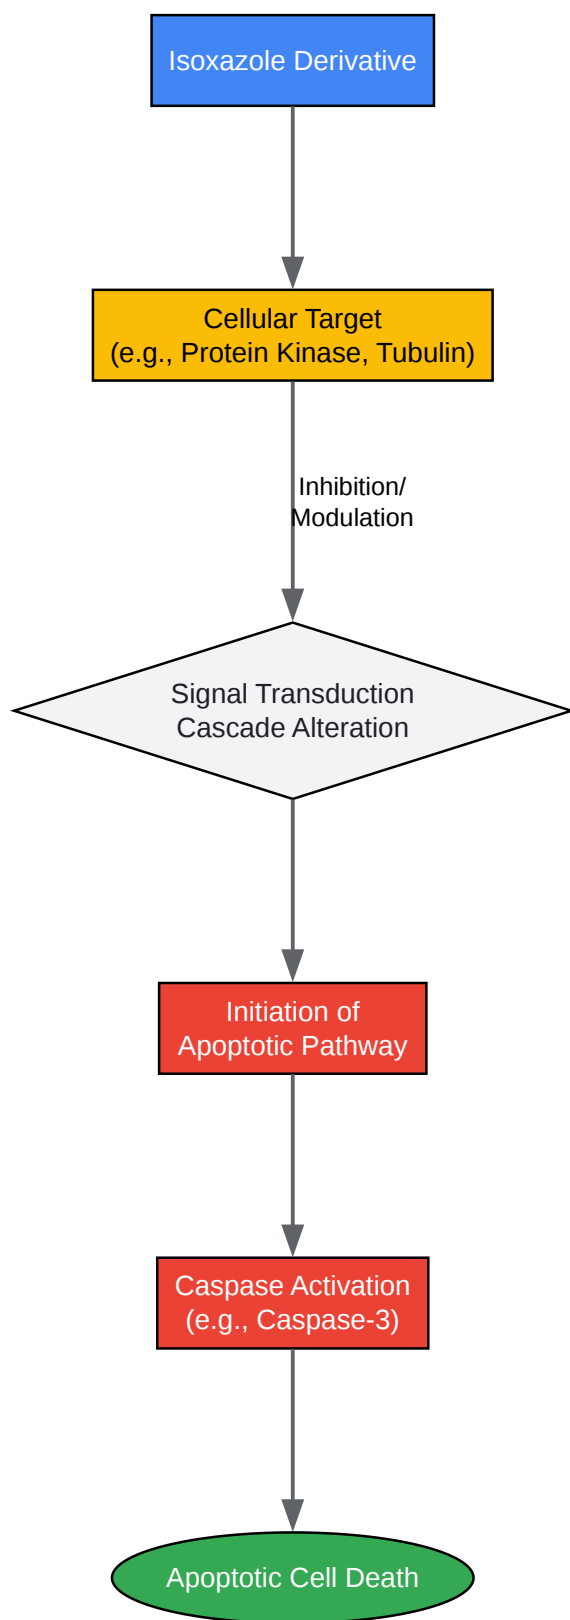 Isoxazole Derivative
Cellular Target
(e.g., Protein Kinase, Tubulin)
Inhibition/
Modulation
Signal Transduction
Cascade Alteration
Initiation of
Apoptotic Pathway
Caspase Activation
(e.g., Caspase-3)
Apoptotic Cell Death